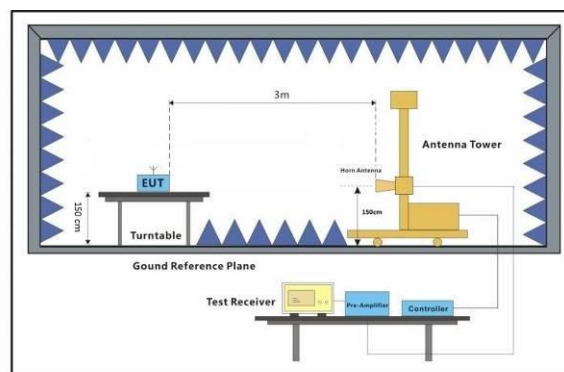 3m
Antenna Tower
Horn Antenna
EUT
150 cm
150cm
Turntable
Gound Reference Plane
Test Receiver
Pre-Amplifier
Controller